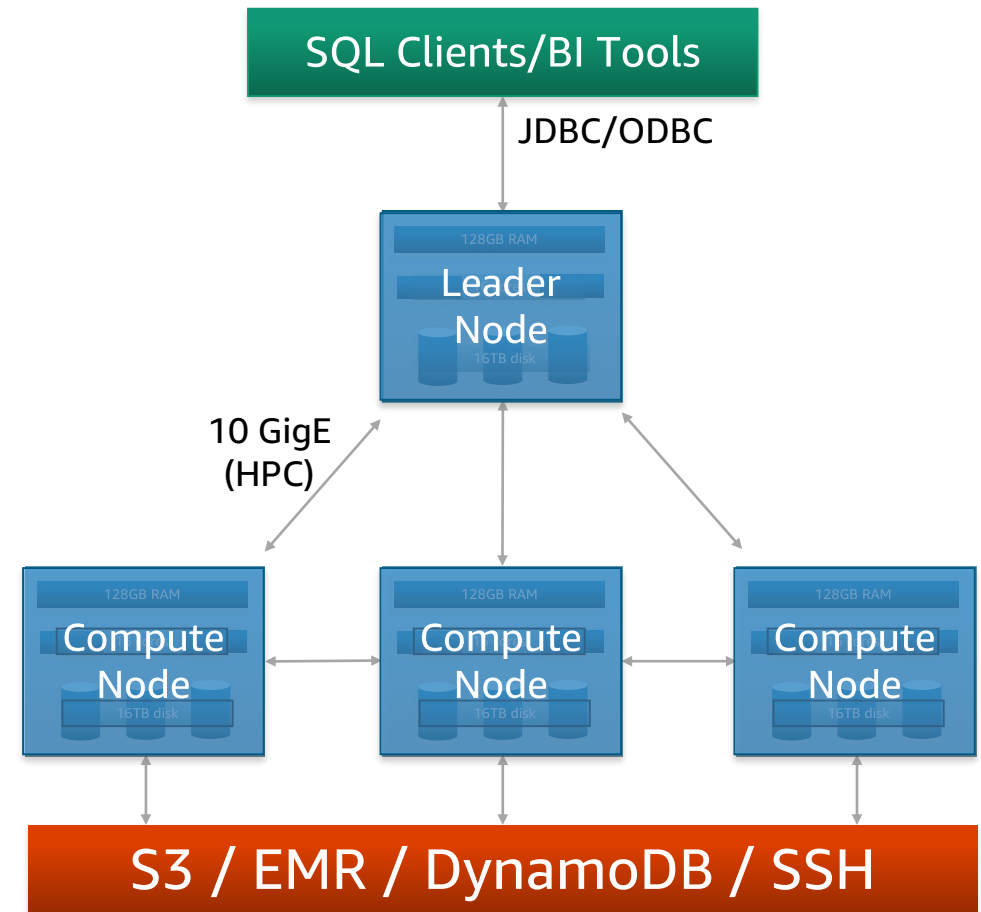 SQL Clients/BI Tools
JDBC/ODBC
128GB RAM
Leader
Node
16TB disk
10 GigE
(HPC)
128GB RAM
Compute
Node
16TB disk
128GB RAM
Compute
Node
16TB disk
128GB RAM
Compute
Node
16TB disk
S3 / EMR / DynamoDB / SSH